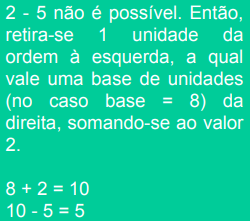 2 - 5 não é possível. Então,
retira-se 1 unidade da
ordem à esquerda, a qual
vale uma base de unidades
(no caso base = 8) da
direita, somando-se ao valor
2.
8 + 2 = 10
10 - 5 = 5